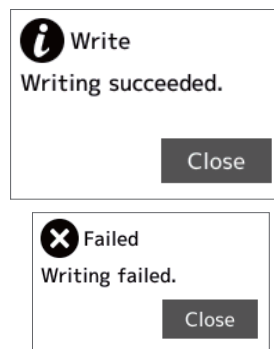 Write
Writing succeeded.
Close
Failed
Writing failed.
Close